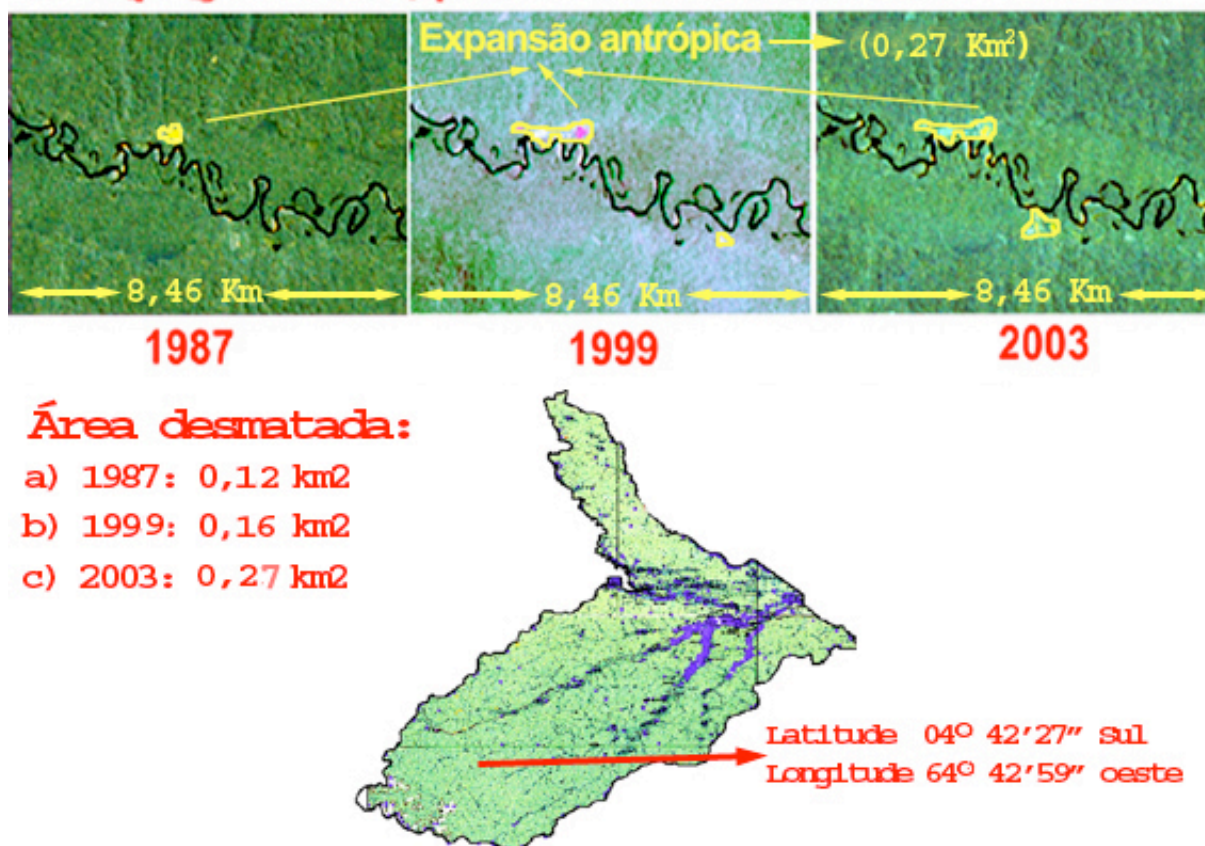 Expansão antrópica (0,27 Km²)
8,46 Km
8,46 Km
8,46 Km
1987
1999
2003
Área desmatada:
a) 1987: 0,12 km2
b) 1999: 0,16 km2
c) 2003: 0,27 km2
Latitude 04º 42'27" Sul
Longitude 64º 42'59" oeste